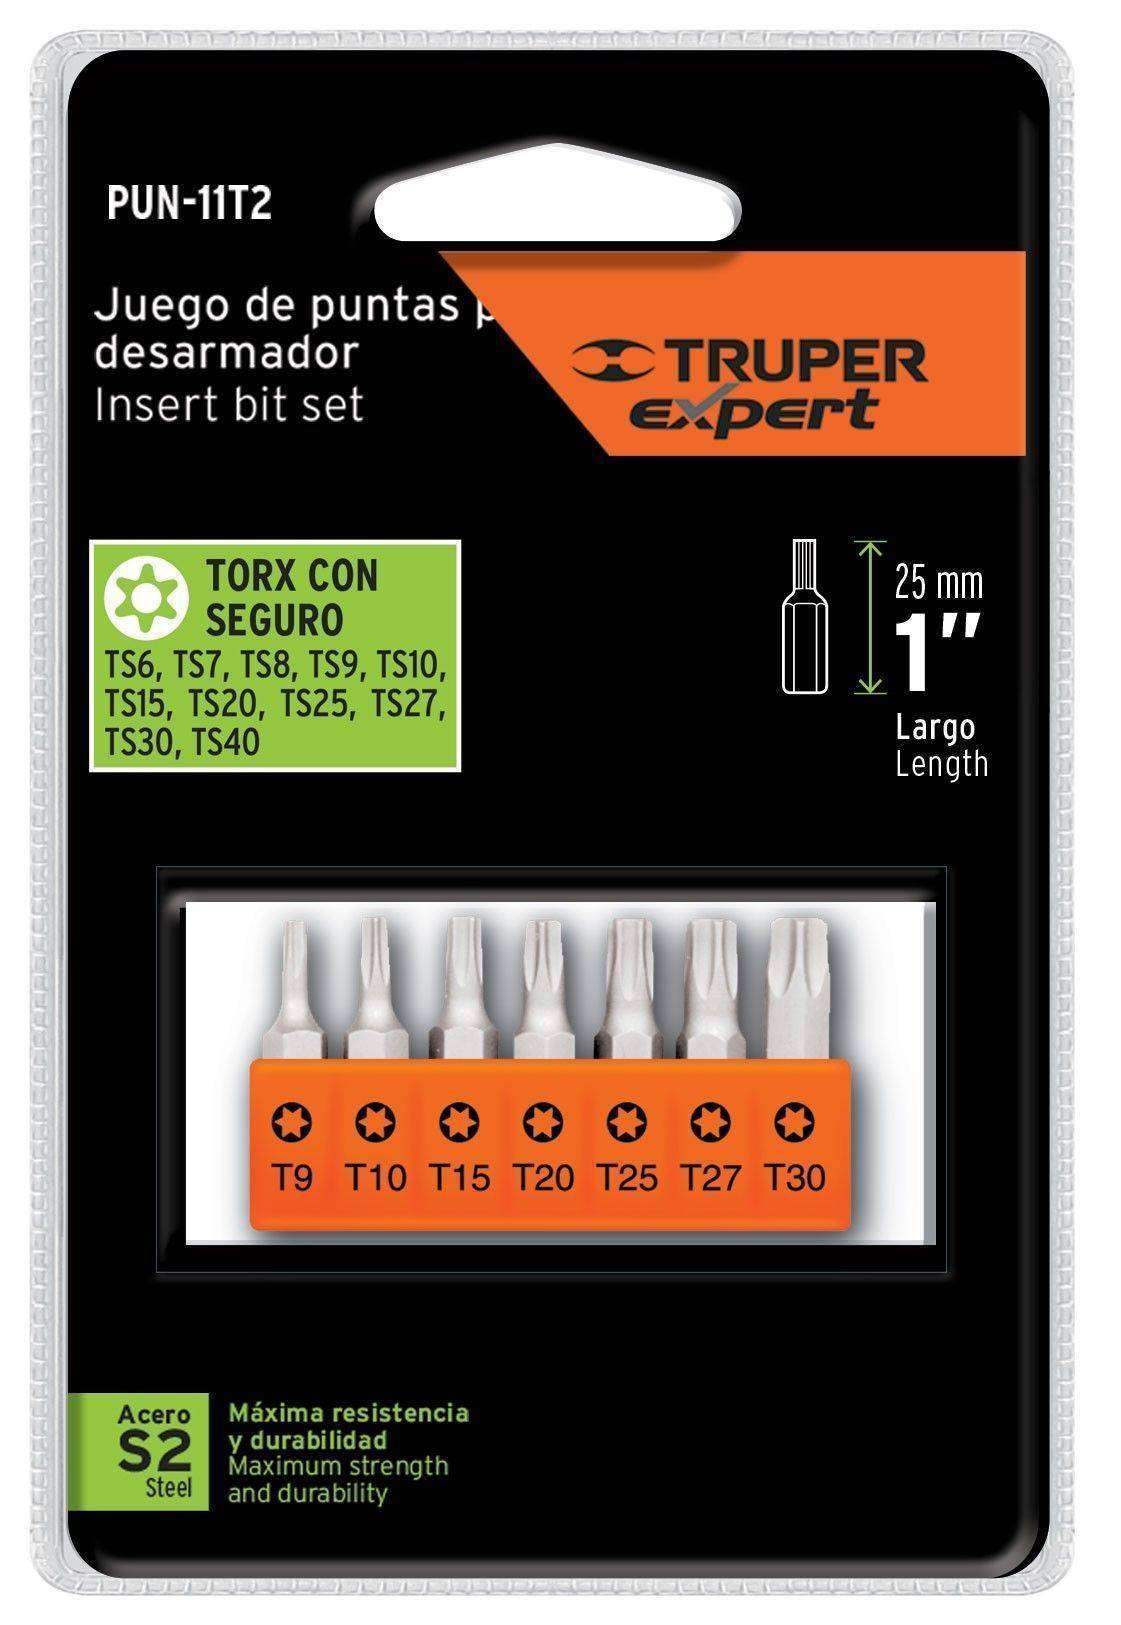 PUN-11T2
Juego de puntas p
desarmador
Insert bit set
TRUPER
expert
TORX CON
SEGURO
TS6, TS7, TS8, TS9, TS10,
TS15, TS20, TS25, TS27,
TS30, TS40
25 mm
1"
Largo
Length
T9 T10 T15 T20 T25 T27 T30
Acero
S2
Steel
Máxima resistencia
y durabilidad
Maximum strength
and durability